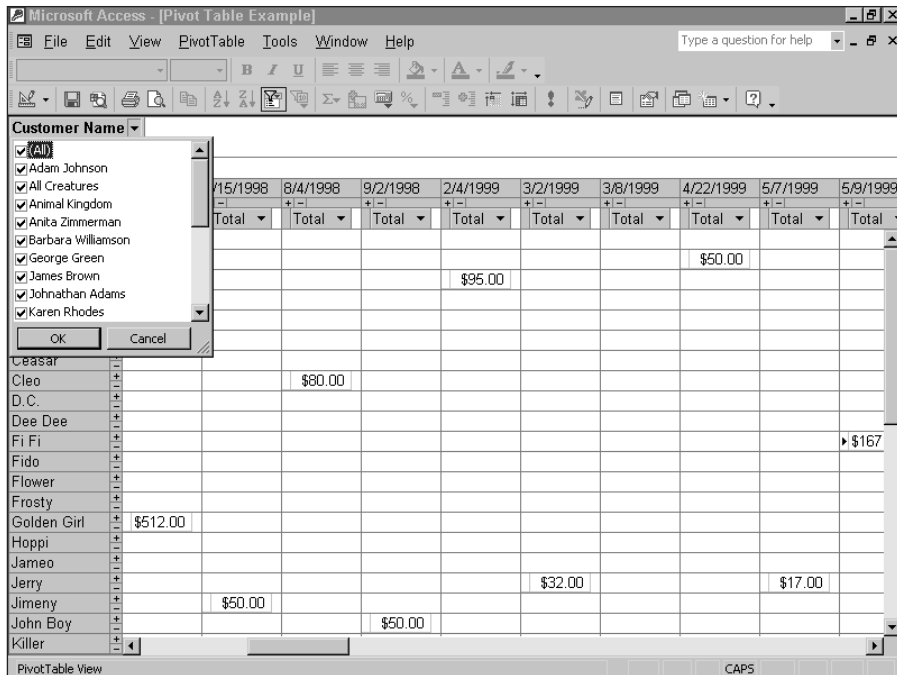 Microsoft Access - [Pivot Table Example]
File Edit View PivotTable Tools Window Help Type a question for help
B I U A
Customer Name
(All)
Adam Johnson
All Creatures
Animal Kingdom
Anita Zimmerman
Barbara Williamson
George Green
James Brown
Johnathan Adams
Karen Rhodes
OK Cancel
/15/1998 8/4/1998 9/2/1998 2/4/1999 3/2/1999 3/8/1999 4/22/1999 5/7/1999 5/9/1999
Total Total Total Total Total Total Total Total Total
$50.00
$95.00
Ceasar
Cleo $80.00
D.C.
Dee Dee
Fi Fi $167
Fido
Flower
Frosty
Golden Girl $512.00
Hoppi
Jameo
Jerry $32.00 $17.00
Jimeny $50.00
John Boy $50.00
Killer
PivotTable View CAPS